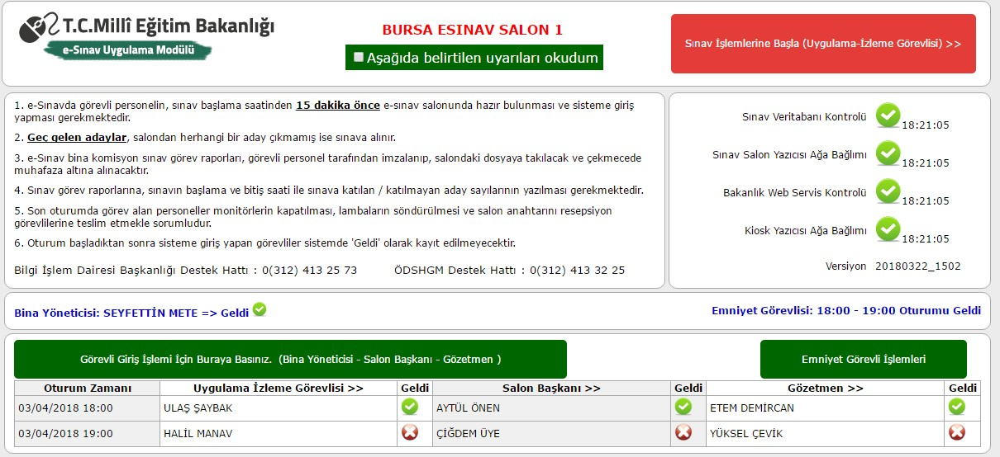 T.C.Millî Eğitim Bakanlığı
e-Sınav Uygulama Modülü
BURSA ESINAV SALON 1
Aşağıda belirtilen uyarıları okudum
Sınav İşlemlerine Başla (Uygulama-İzleme Görevlisi) >>
1. e-Sınavda görevli personelin, sınav başlama saatinden 15 dakika önce e-sınav salonunda hazır bulunması ve sisteme giriş
yapması gerekmektedir.
2. Geç gelen adaylar, salondan herhangi bir aday çıkmamış ise sınava alınır.
3. e-Sınav bina komisyon sınav görev raporları, görevli personel tarafından imzalanıp, salondaki dosyaya takılacak ve çekmecede
muhafaza altına alınacaktır.
4. Sınav görev raporlarına, sınavın başlama ve bitiş saati ile sınava katılan / katılmayan aday sayılarının yazılması gerekmektedir.
5. Son oturumda görev alan personeller monitörlerin kapatılması, lambaların söndürülmesi ve salon anahtarını resepsiyon
görevlilerine teslim etmekle sorumludur.
6. Oturum başladıktan sonra sisteme giriş yapan görevliler sistemde 'Geldi' olarak kayıt edilmeyecektir.
Bilgi İşlem Dairesi Başkanlığı Destek Hattı : 0(312) 413 25 73 ÖDSHGM Destek Hattı : 0(312) 413 32 25
Sınav Veritabanı Kontrolü 18:21:05
Sınav Salon Yazıcısı Ağa Bağlımı 18:21:05
Bakanlık Web Servis Kontrolü 18:21:05
Kiosk Yazıcısı Ağa Bağlımı 18:21:05
Versiyon 20180322_1502
Bina Yöneticisi: SEYFETTİN METE => Geldi
Emniyet Görevlisi: 18:00 - 19:00 Oturumu Geldi
Görevli Giriş İşlemi İçin Buraya Basınız. (Bina Yöneticisi - Salon Başkanı - Gözetmen )
Emniyet Görevli İşlemleri
Oturum Zamanı Uygulama İzleme Görevlisi >> Geldi Salon Başkanı >> Geldi Gözetmen >> Geldi
03/04/2018 18:00 ULAŞ ŞAYBAK AYTÜL ÖNEN ETEM DEMİRCAN
03/04/2018 19:00 HALİL MANAV ÇİĞDEM ÜYE YÜKSEL ÇEVİK